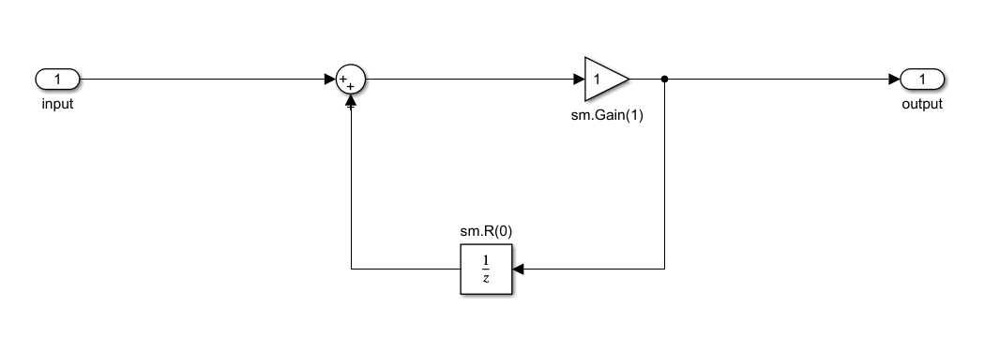 1
input
+
+
+
1
sm.Gain(1)
1
output
sm.R(0)
1
z